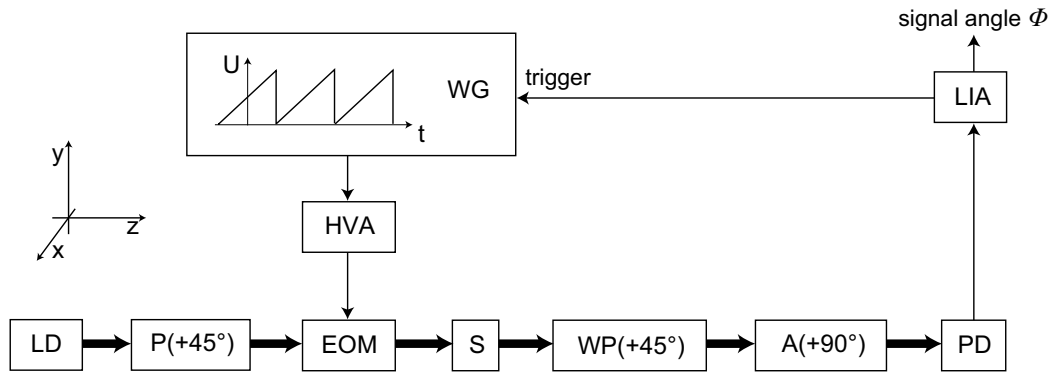 signal angle Φ
U
WG
t
trigger
LIA
y
z
x
HVA
LD
P(+45°)
EOM
S
WP(+45°)
A(+90°)
PD